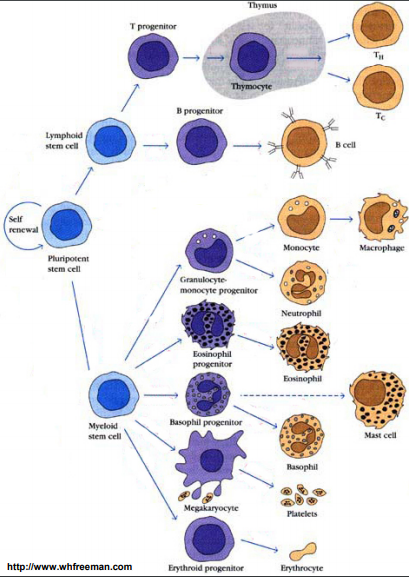 Thymus
T progenitor
Thymocyte
TH
TC
B progenitor
Lymphoid
stem cell
B cell
Self
renewal
Pluripotent
stem cell
Monocyte
Macrophage
Granulocyte-
monocyte progenitor
Neutrophil
Eosinophil
progenitor
Eosinophil
Myeloid
stem cell
Basophil progenitor
Mast cell
Basophil
Megakaryocyte
Platelets
Erythroid progenitor
Erythrocyte
http://www.whfreeman.com